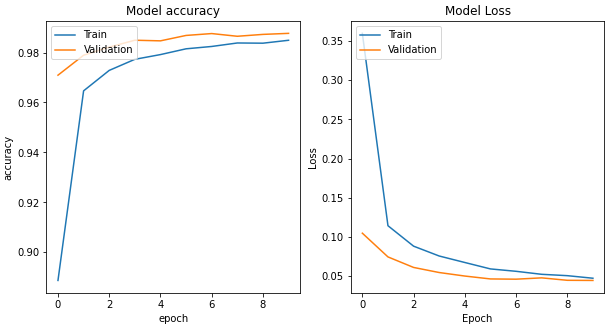 Model accuracy
Train
Validation
0.98
0.96
0.94
0.92
0.90
accuracy
0 2 4 6 8
epoch
Model Loss
Train
Validation
0.35
0.30
0.25
0.20
0.15
0.10
0.05
Loss
0 2 4 6 8
Epoch